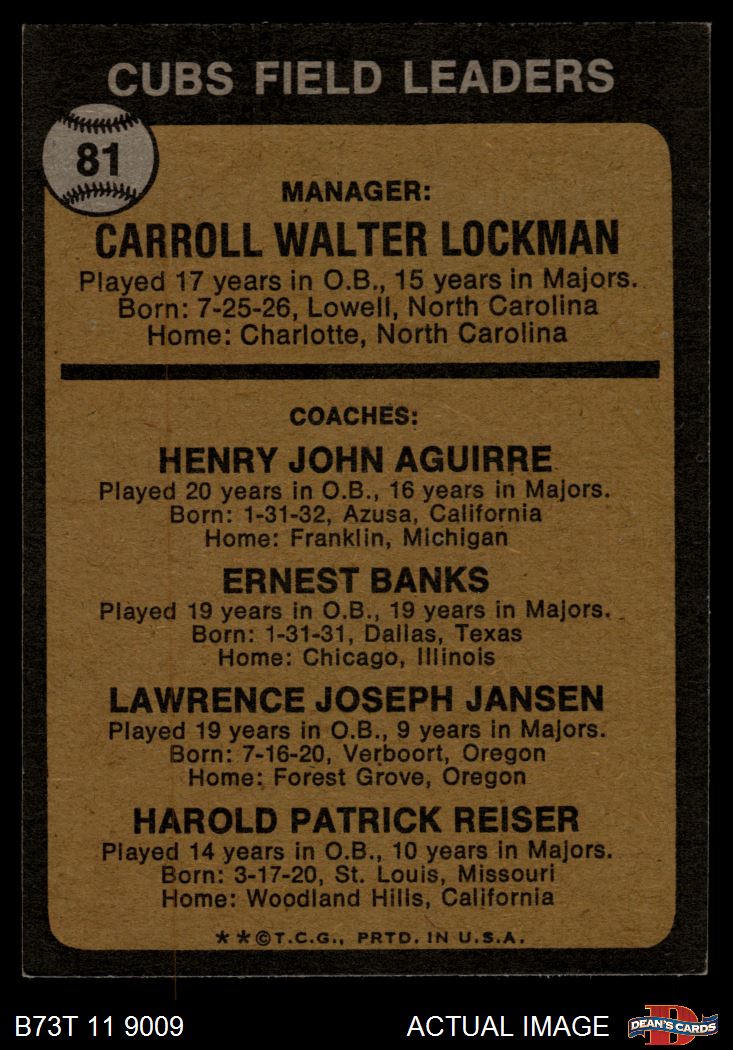 CUBS FIELD LEADERS
81
MANAGER:
CARROLL WALTER LOCKMAN
Played 17 years in O.B., 15 years in Majors.
Born: 7-25-26, Lowell, North Carolina
Home: Charlotte, North Carolina
COACHES:
HENRY JOHN AGUIRRE
Played 20 years in O.B., 16 years in Majors.
Born: 1-31-32, Azusa, California
Home: Franklin, Michigan
ERNEST BANKS
Played 19 years in O.B., 19 years in Majors.
Born: 1-31-31, Dallas, Texas
Home: Chicago, Illinois
LAWRENCE JOSEPH JANSEN
Played 19 years in O.B., 9 years in Majors.
Born: 7-16-20, Verboort, Oregon
Home: Forest Grove, Oregon
HAROLD PATRICK REISER
Played 14 years in O.B., 10 years in Majors.
Born: 3-17-20, St. Louis, Missouri
Home: Woodland Hills, California
**©T.C.G., PRTD. IN U.S.A.
B73T 11 9009
ACTUAL IMAGE
D
DEAN'S CARDS